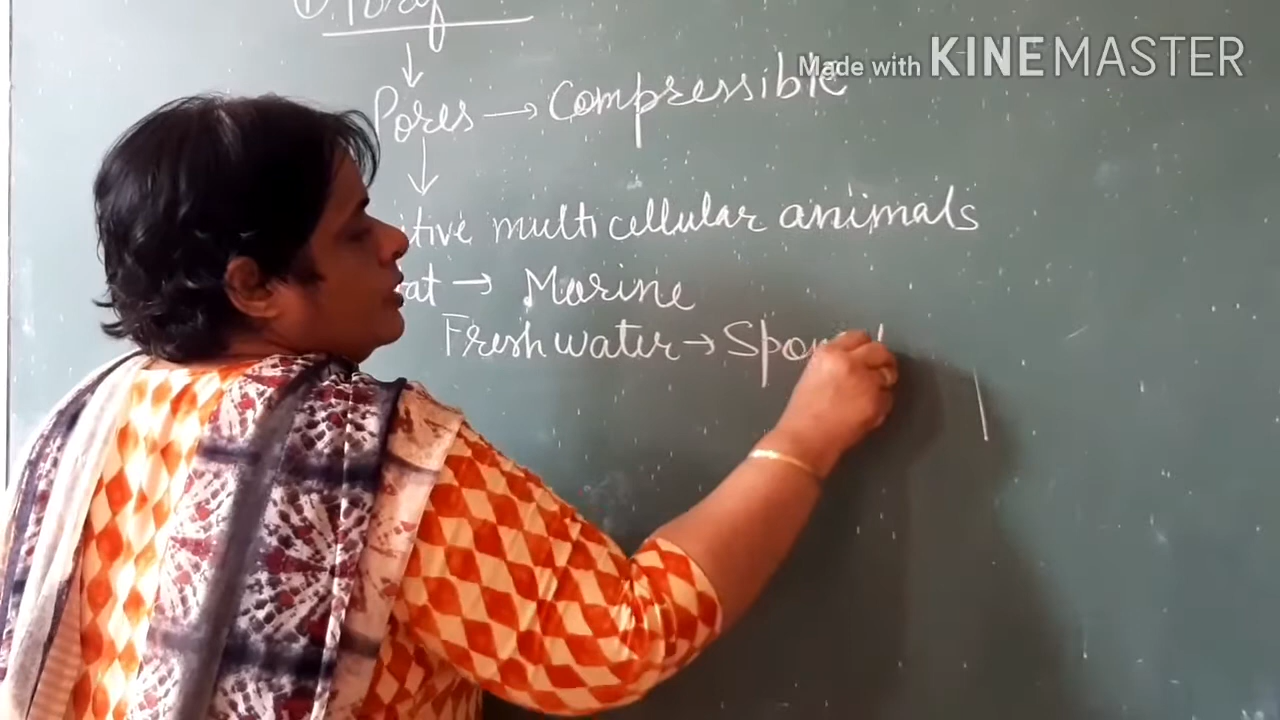 Made with KINEMASTER
Pores → Compressible
multicellular animals
→ Marine
Freshwater →